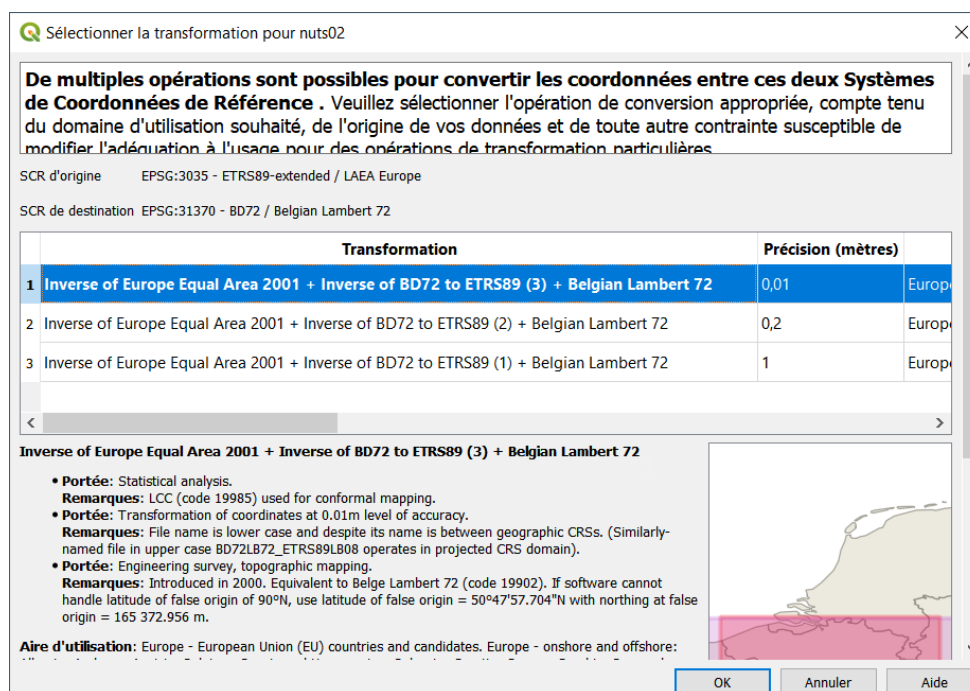 Sélectionner la transformation pour nuts02
De multiples opérations sont possibles pour convertir les coordonnées entre ces deux Systèmes
de Coordonnées de Référence . Veuillez sélectionner l'opération de conversion appropriée, compte tenu
du domaine d'utilisation souhaité, de l'origine de vos données et de toute autre contrainte susceptible de
modifier l'adéquation à l'usage pour des opérations de transformation particulières
SCR d'origine EPSG:3035 - ETRS89-extended / LAEA Europe
SCR de destination EPSG:31370 - BD72 / Belgian Lambert 72
Transformation Précision (mètres)
1 Inverse of Europe Equal Area 2001 + Inverse of BD72 to ETRS89 (3) + Belgian Lambert 72 0,01 Europ
2 Inverse of Europe Equal Area 2001 + Inverse of BD72 to ETRS89 (2) + Belgian Lambert 72 0,2 Europ
3 Inverse of Europe Equal Area 2001 + Inverse of BD72 to ETRS89 (1) + Belgian Lambert 72 1 Europ
Inverse of Europe Equal Area 2001 + Inverse of BD72 to ETRS89 (3) + Belgian Lambert 72
• Portée: Statistical analysis.
Remarques: LCC (code 19985) used for conformal mapping.
• Portée: Transformation of coordinates at 0.01m level of accuracy.
Remarques: File name is lower case and despite its name is between geographic CRSs. (Similarly-
named file in upper case BD72LB72_ETRS89LB08 operates in projected CRS domain).
• Portée: Engineering survey, topographic mapping.
Remarques: Introduced in 2000. Equivalent to Belge Lambert 72 (code 19902). If software cannot
handle latitude of false origin of 90ºN, use latitude of false origin = 50º47'57.704"N with northing at false
origin = 165 372.956 m.
Aire d'utilisation: Europe - European Union (EU) countries and candidates. Europe - onshore and offshore:
OK Annuler Aide